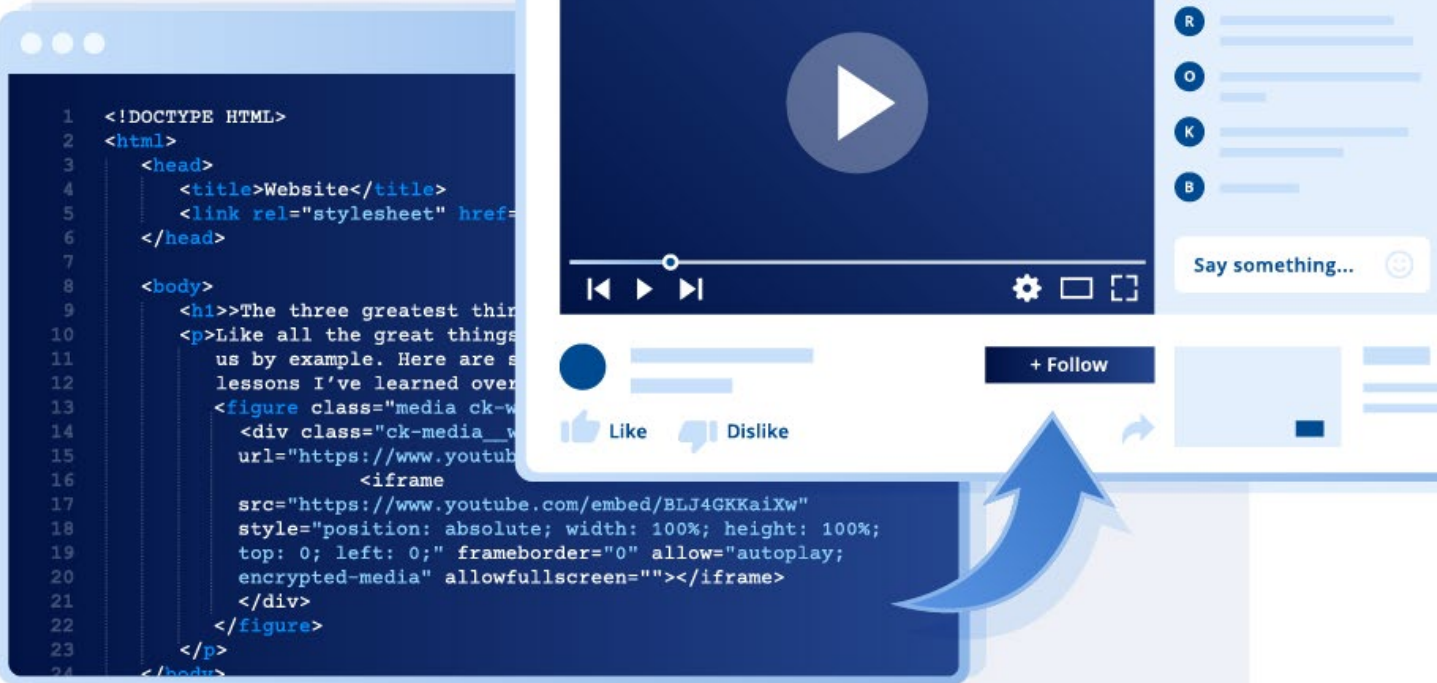 1 <!DOCTYPE HTML>
2 <html>
3 <head>
4 <title>Website</title>
5 <link rel="stylesheet" href=
6 </head>
7
8 <body>
9 <h1>>The three greatest thin
10 <p>Like all the great things
11 us by example. Here are s
12 lessons I've learned over
13 <figure class="media ck-w
14 <div class="ck-media__w
15 url="https://www.youtub
16 <iframe
17 src="https://www.youtube.com/embed/BLJ4GKKaiXw"
18 style="position: absolute; width: 100%; height: 100%;
19 top: 0; left: 0;" frameborder="0" allow="autoplay;
20 encrypted-media" allowfullscreen=""></iframe>
21 </div>
22 </figure>
23 </p>
24 </body>
R
O
K
B
Say something...
+ Follow
Like
Dislike